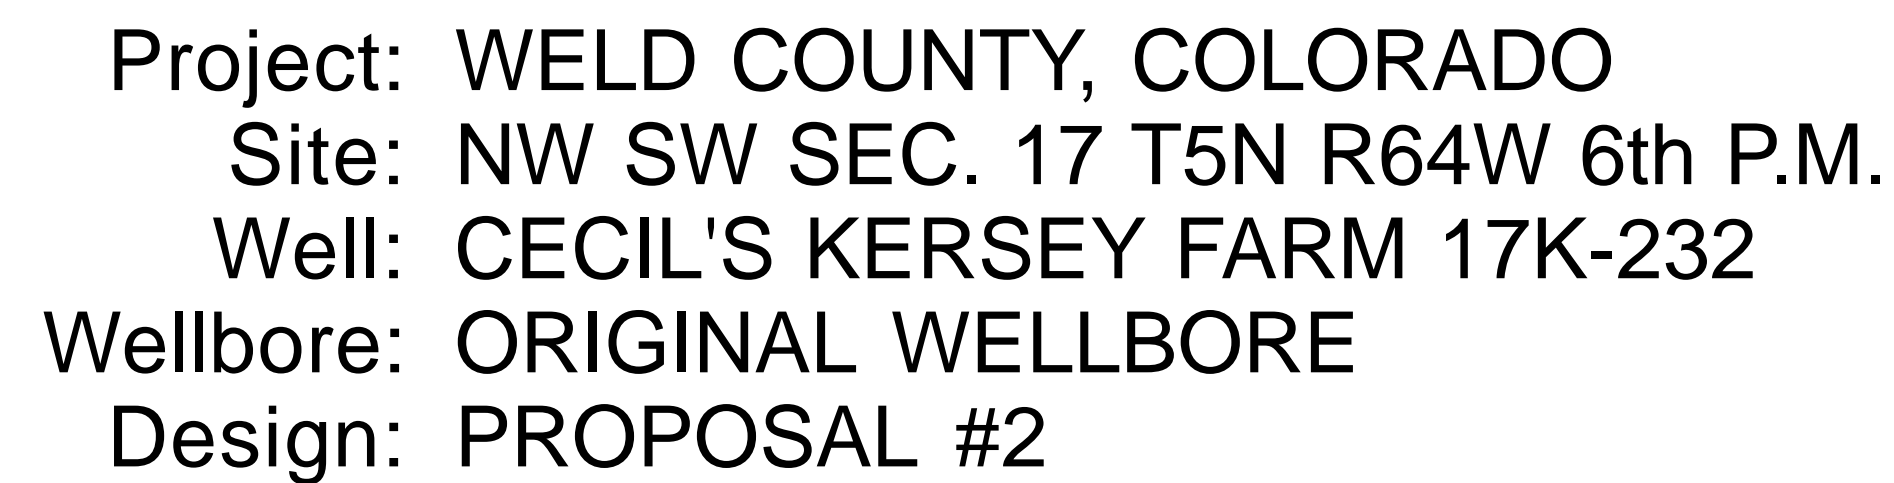 Project: WELD COUNTY, COLORADO
Site: NW SW SEC. 17 T5N R64W 6th P.M.
Well: CECIL'S KERSEY FARM 17K-232
Wellbore: ORIGINAL WELLBORE
Design: PROPOSAL #2